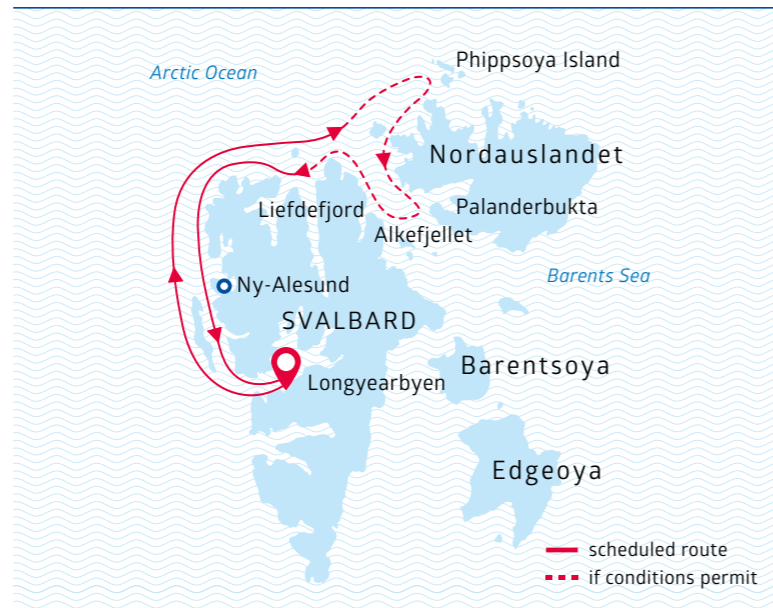 Arctic Ocean
Phippsoya Island
Nordauslandet
Liefdefjord
Palanderbukta
Alkefjellet
Barents Sea
Ny-Alesund
SVALBARD
Barentsoya
Longyearbyen
Edgeoya
scheduled route
if conditions permit